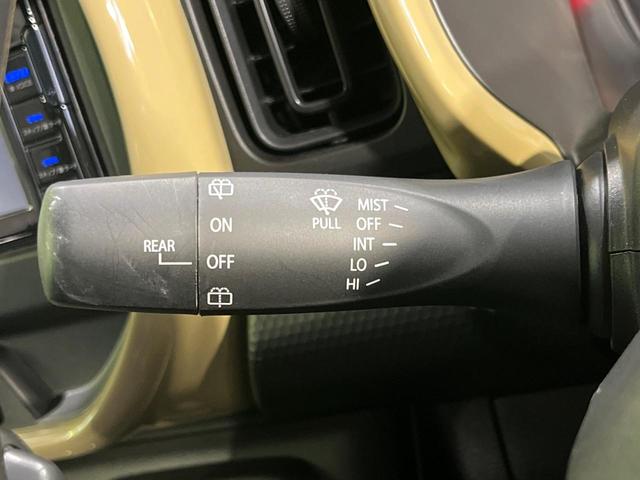 MIST
PULL
OFF
ON
INT
REAR
OFF
LO
HI